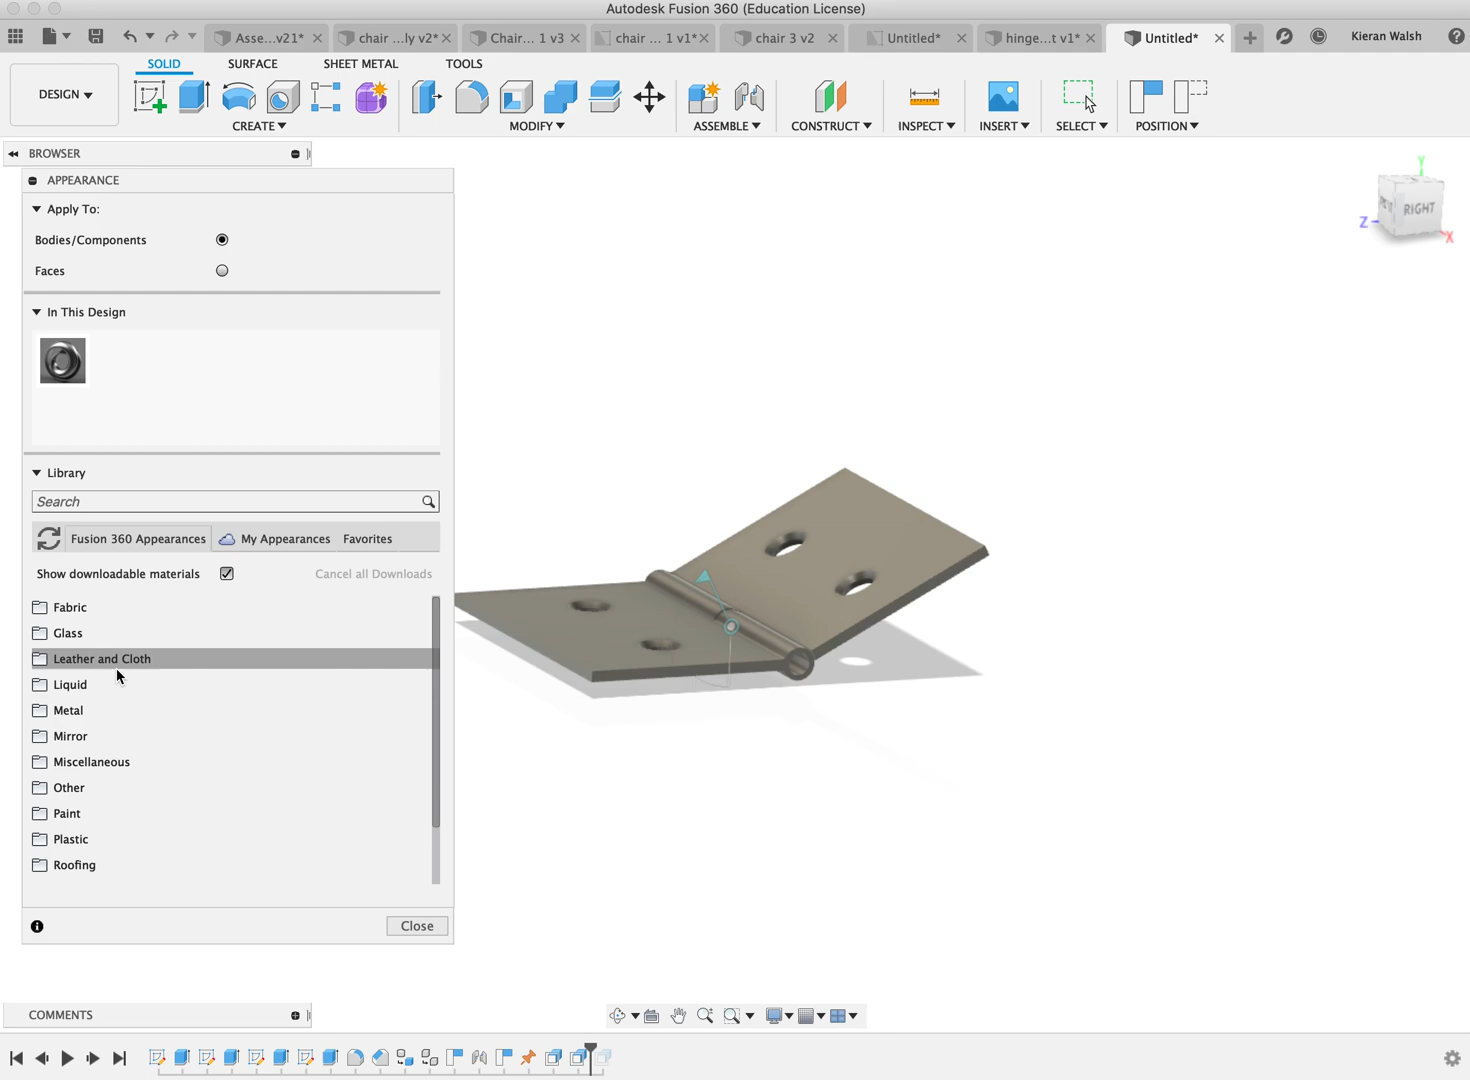 Autodesk Fusion 360 (Education License)
Asse...v21*
chair ...ly v2*
Chair... 1 v3
chair ... 1 v1*
chair 3 v2
Untitled*
hinge...t v1*
Untitled*
Kieran Walsh
SOLID SURFACE SHEET METAL TOOLS
DESIGN
CREATE MODIFY ASSEMBLE CONSTRUCT INSPECT INSERT SELECT POSITION
BROWSER
APPEARANCE
Apply To:
Bodies/Components
Faces
In This Design
Library
Search
Fusion 360 Appearances My Appearances Favorites
Show downloadable materials Cancel all Downloads
Fabric
Glass
Leather and Cloth
Liquid
Metal
Mirror
Miscellaneous
Other
Paint
Plastic
Roofing
Close
Y
RIGHT
Z
X
COMMENTS